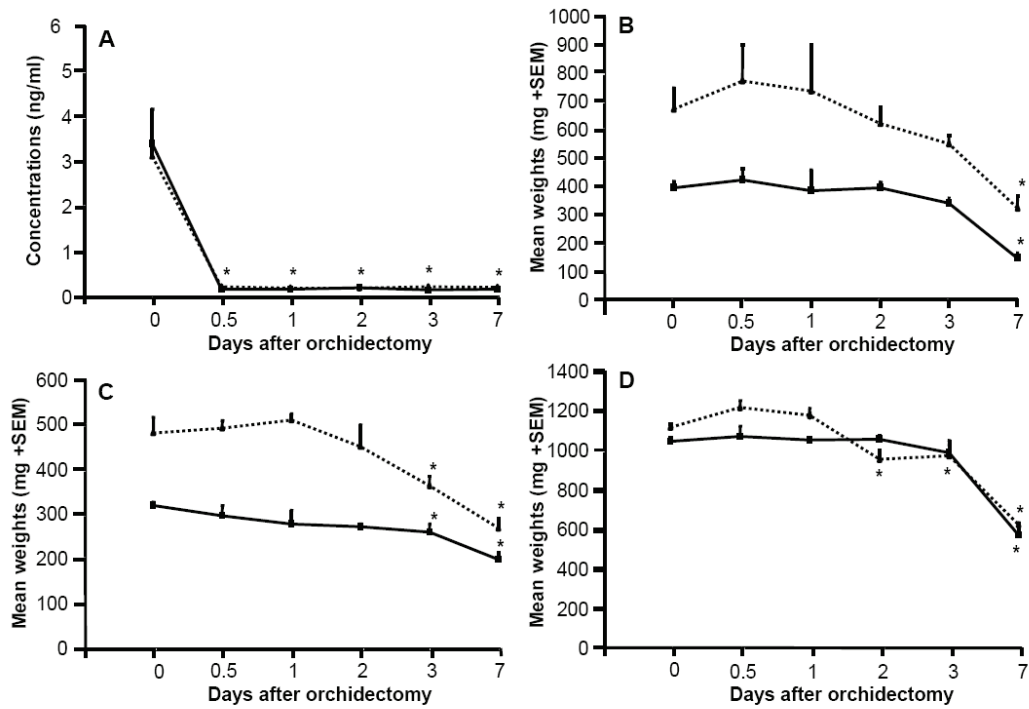 A
Concentrations (ng/ml)
6
5
4
3
2
1
0
* * * * *
0 0.5 1 2 3 7
Days after orchidectomy
B
Mean weights (mg +SEM)
1000
900
800
700
600
500
400
300
200
100
0
*
*
0 0.5 1 2 3 7
Days after orchidectomy
C
Mean weights (mg +SEM)
600
500
400
300
200
100
0
* *
* *
0 0.5 1 2 3 7
Days after orchidectomy
D
Mean weights (mg +SEM)
1400
1200
1000
800
600
400
200
0
* * *
*
0 0.5 1 2 3 7
Days after orchidectomy